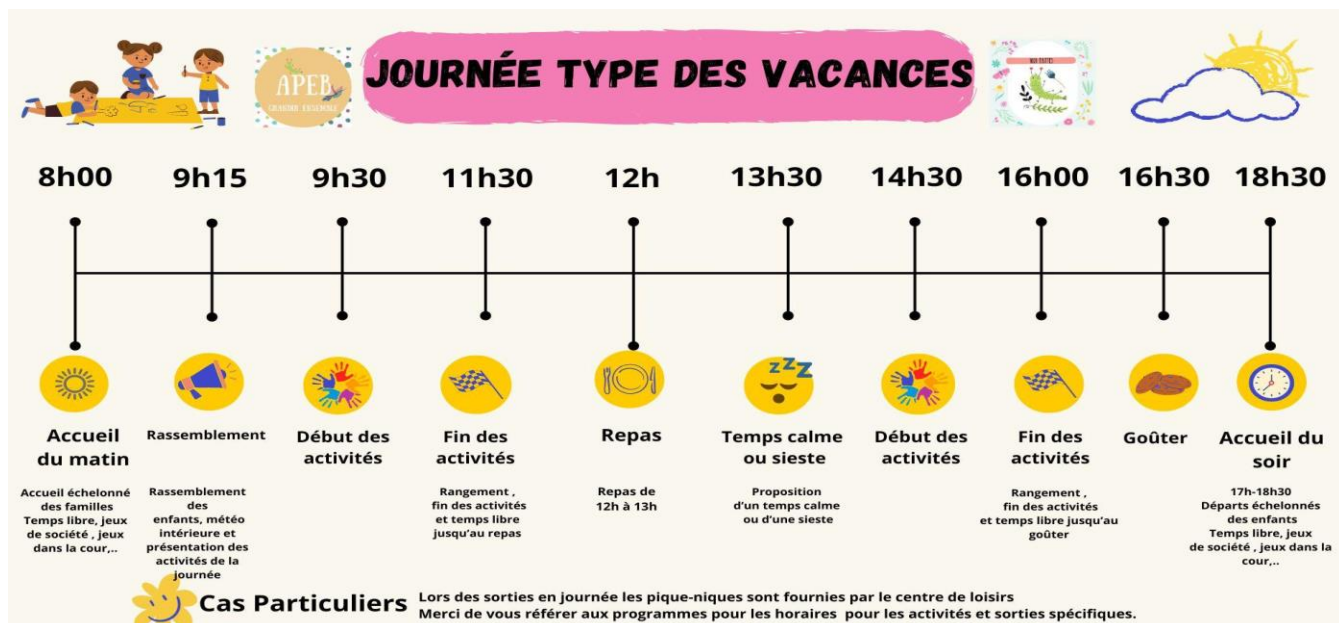 APEB
GRANDIR ENSEMBLE
JOURNÉE TYPE DES VACANCES
8h00
9h15
9h30
11h30
12h
13h30
14h30
16h00
16h30
18h30
Accueil
du matin
Accueil échelonné
des familles
Temps libre, jeux
de société , jeux
dans la cour,..
Rassemblement
Rassemblement
des
enfants, météo
intérieure et
présentation des
activités de la
journée
Début des
activités
Fin des
activités
Rangement ,
fin des activités
et temps libre
jusqu'au repas
Repas
Repas de
12h à 13h
zzz
Temps calme
ou sieste
Proposition
d'un temps calme
ou d'une sieste
Début des
activités
Fin des
activités
Rangement ,
fin des activités
et temps libre jusqu'au
goûter
Goûter
Accueil du
soir
17h-18h30
Départs échelonnés
des enfants
Temps libre, jeux
de société , jeux dans la
cour,..
Cas Particuliers
Lors des sorties en journée les pique-niques sont fournies par le centre de loisirs
Merci de vous référer aux programmes pour les horaires pour les activités et sorties spécifiques.